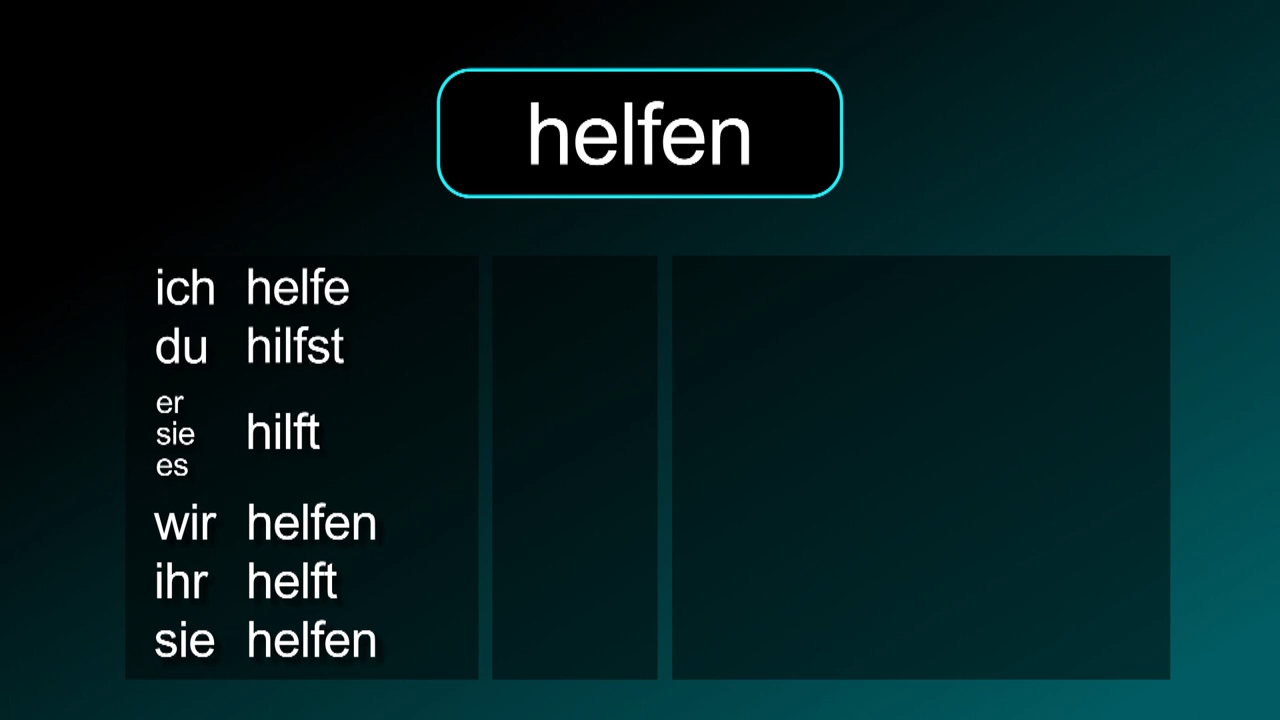 helfen
ich helfe
du hilfst
er
sie hilft
es
wir helfen
ihr helft
sie helfen